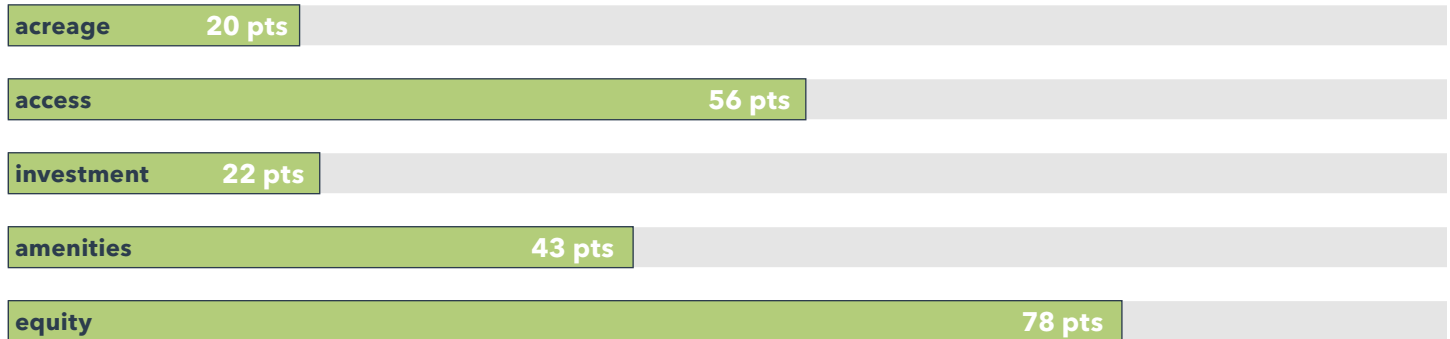 acreage 20 pts
access 56 pts
investment 22 pts
amenities 43 pts
equity 78 pts